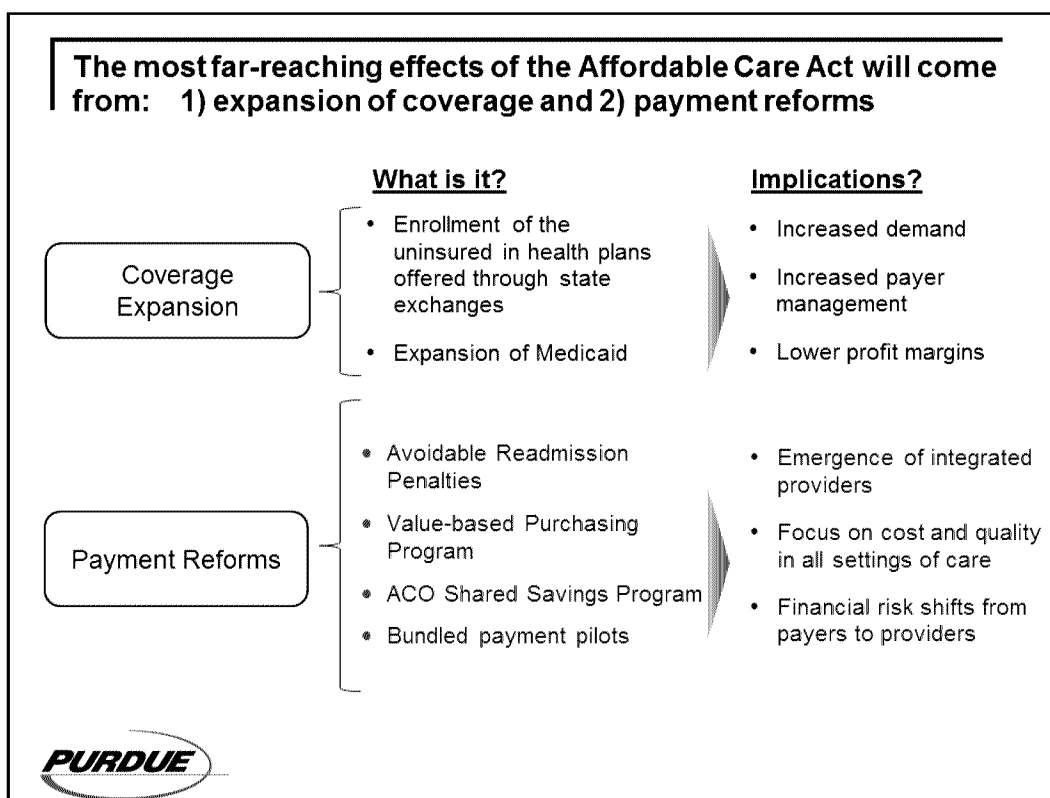 The most far-reaching effects of the Affordable Care Act will come
from: 1) expansion of coverage and 2) payment reforms
What is it?
Implications?
Coverage
Expansion
• Enrollment of the
uninsured in health plans
offered through state
exchanges
• Expansion of Medicaid
• Increased demand
• Increased payer
management
• Lower profit margins
Payment Reforms
• Avoidable Readmission
Penalties
• Value-based Purchasing
Program
• ACO Shared Savings Program
• Bundled payment pilots
• Emergence of integrated
providers
• Focus on cost and quality
in all settings of care
• Financial risk shifts from
payers to providers
PURDUE